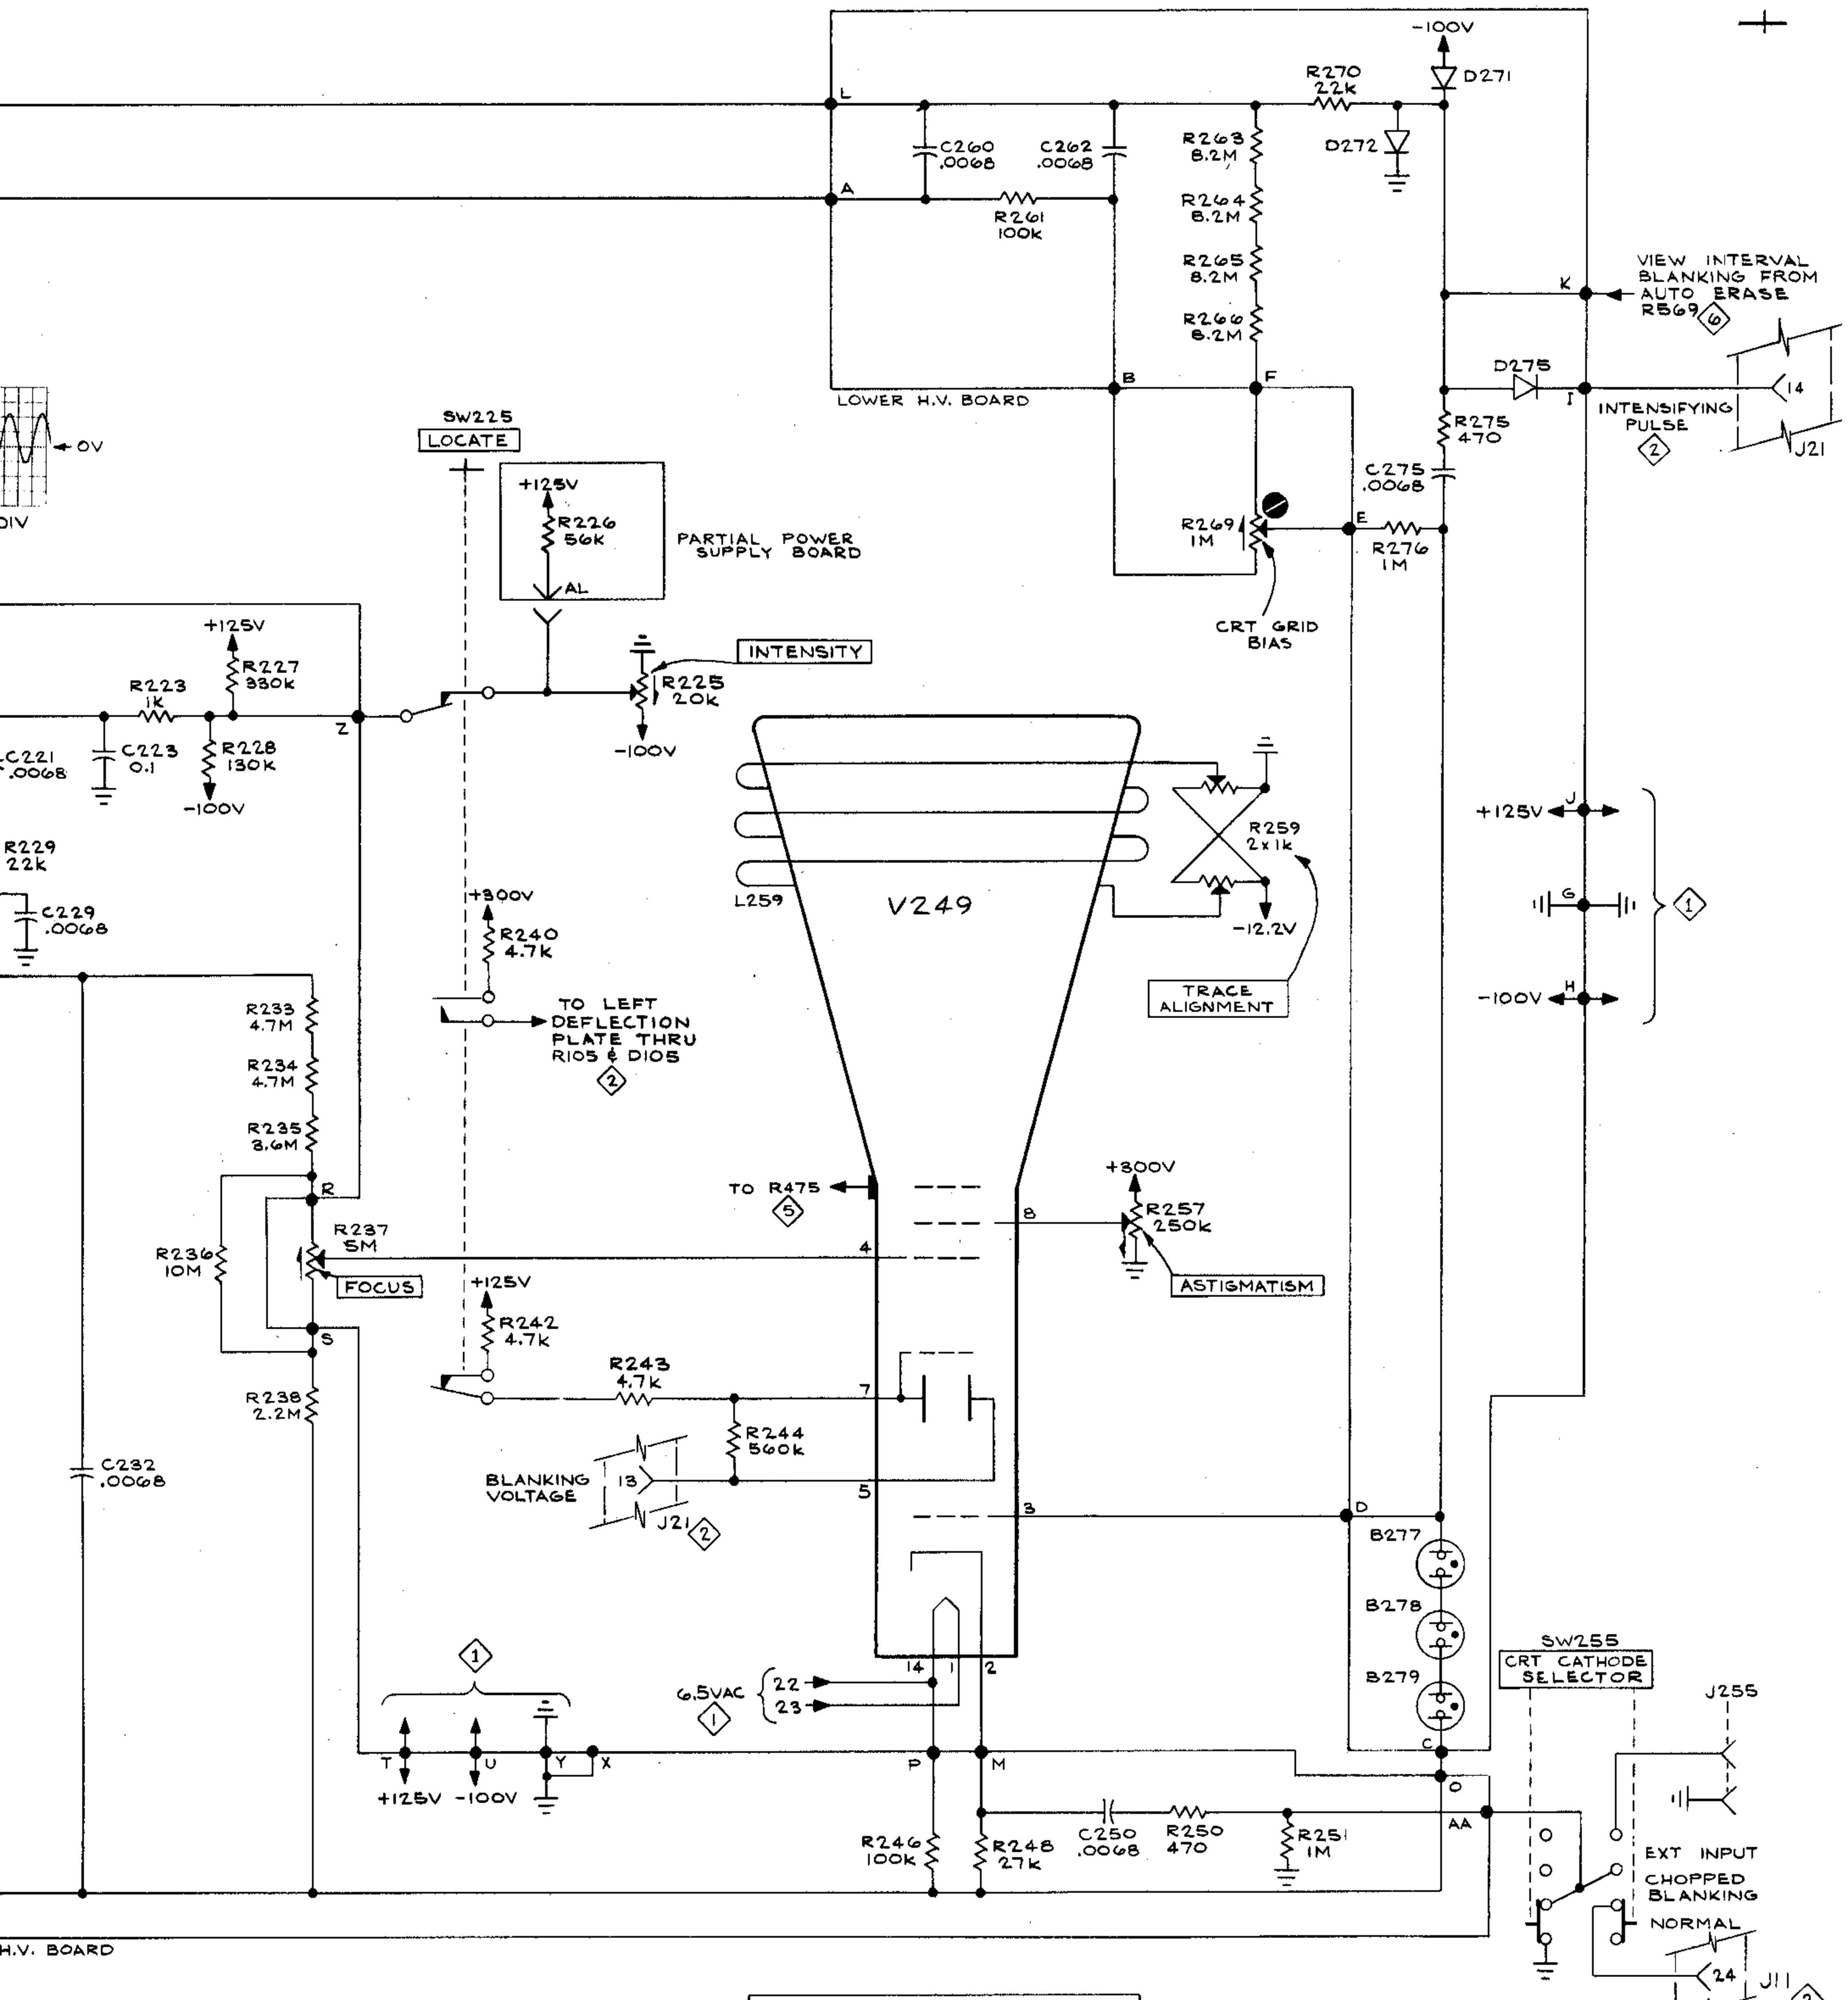 -100V
D271
R270
22K
L
C260
.0068
C262
.0068
R263
8.2M
D272
A
R261
100K
R264
8.2M
R265
8.2M
R266
8.2M
VIEW INTERVAL
BLANKING FROM
AUTO ERASE
R569
6
K
D275
14
I
INTENSIFYING
PULSE
2
J21
B
F
LOWER H.V. BOARD
R275
470
C275
.0068
0V
DIV
SW225
LOCATE
+125V
R226
56K
AL
PARTIAL POWER
SUPPLY BOARD
R269
1M
E
R276
1M
CRT GRID
BIAS
+125V
R227
330K
R223
1K
Z
INTENSITY
R225
20K
-100V
C221
.0068
C223
0.1
R228
130K
-100V
R229
22K
C229
.0068
R259
2x1K
L259
V249
-12.2V
TRACE
ALIGNMENT
+125V
J
G
1
-100V
H
+300V
R240
4.7K
TO LEFT
DEFLECTION
PLATE THRU
R105 & D105
2
R233
4.7M
R234
4.7M
R235
3.6M
R
R237
5M
R236
10M
FOCUS
S
R238
2.2M
TO R475
5
4
8
+300V
R257
250K
ASTIGMATISM
+125V
R242
4.7K
R243
4.7K
7
R244
560K
BLANKING
VOLTAGE
13
J21
2
5
3
D
C232
.0068
B277
B278
B279
C
14
1
2
6.5VAC
22
23
1
1
T
U
Y
X
+125V
-100V
P
M
O
AA
R246
100K
R248
27K
C250
.0068
R250
470
R251
1M
SW255
CRT CATHODE
SELECTOR
J255
EXT INPUT
CHOPPED
BLANKING
NORMAL
24
J11
H.V. BOARD